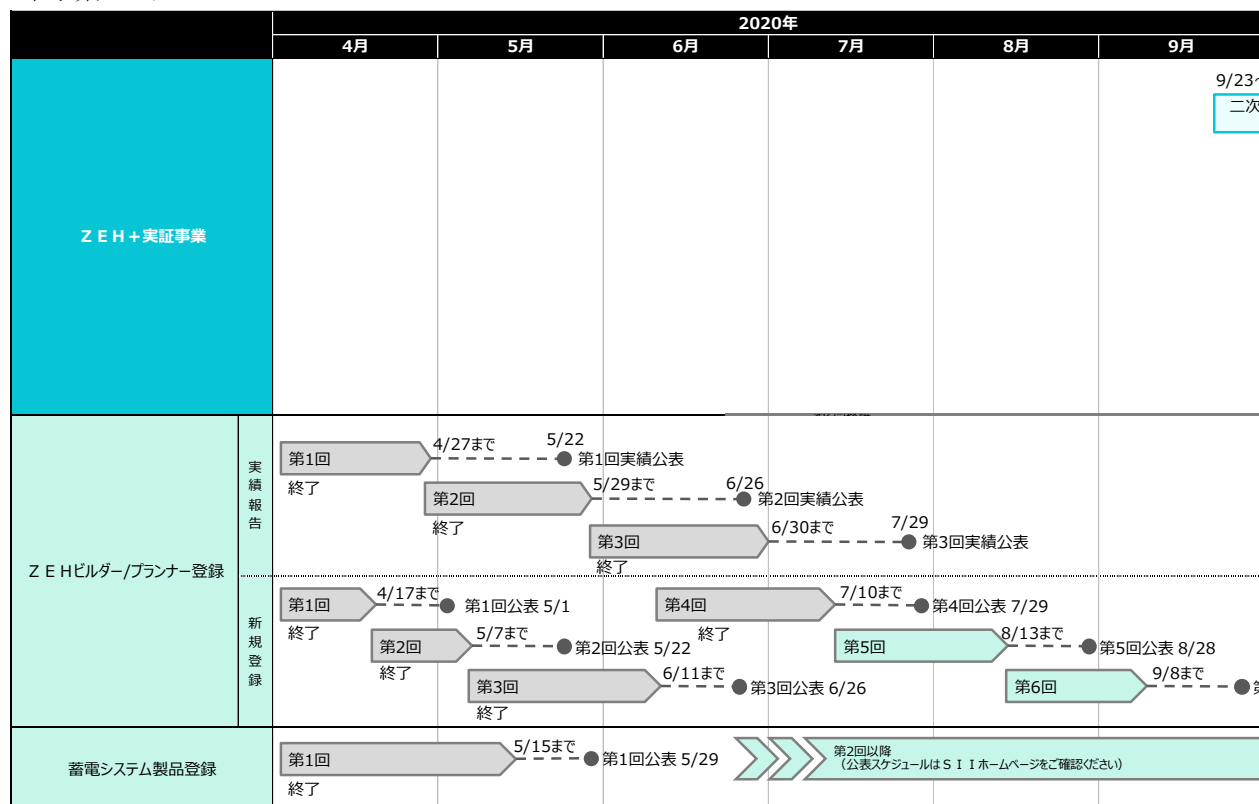 2020年
4月 5月 6月 7月 8月 9月
9/23~
二次
ＺＥＨ＋実証事業
ＺＥＨビルダー/プランナー登録
実績報告
第1回
4/27まで
5/22
第1回実績公表
終了
第2回
5/29まで
6/26
第2回実績公表
終了
第3回
6/30まで
7/29
第3回実績公表
終了
新規登録
第1回
4/17まで
第1回公表 5/1
終了
第4回
7/10まで
第4回公表 7/29
終了
第2回
5/7まで
第2回公表 5/22
終了
第5回
8/13まで
第5回公表 8/28
第3回
6/11まで
第3回公表 6/26
終了
第6回
9/8まで
蓄電システム製品登録
第1回
5/15まで
第1回公表 5/29
終了
第2回以降
（公表スケジュールはＳＩＩホームページをご確認ください）